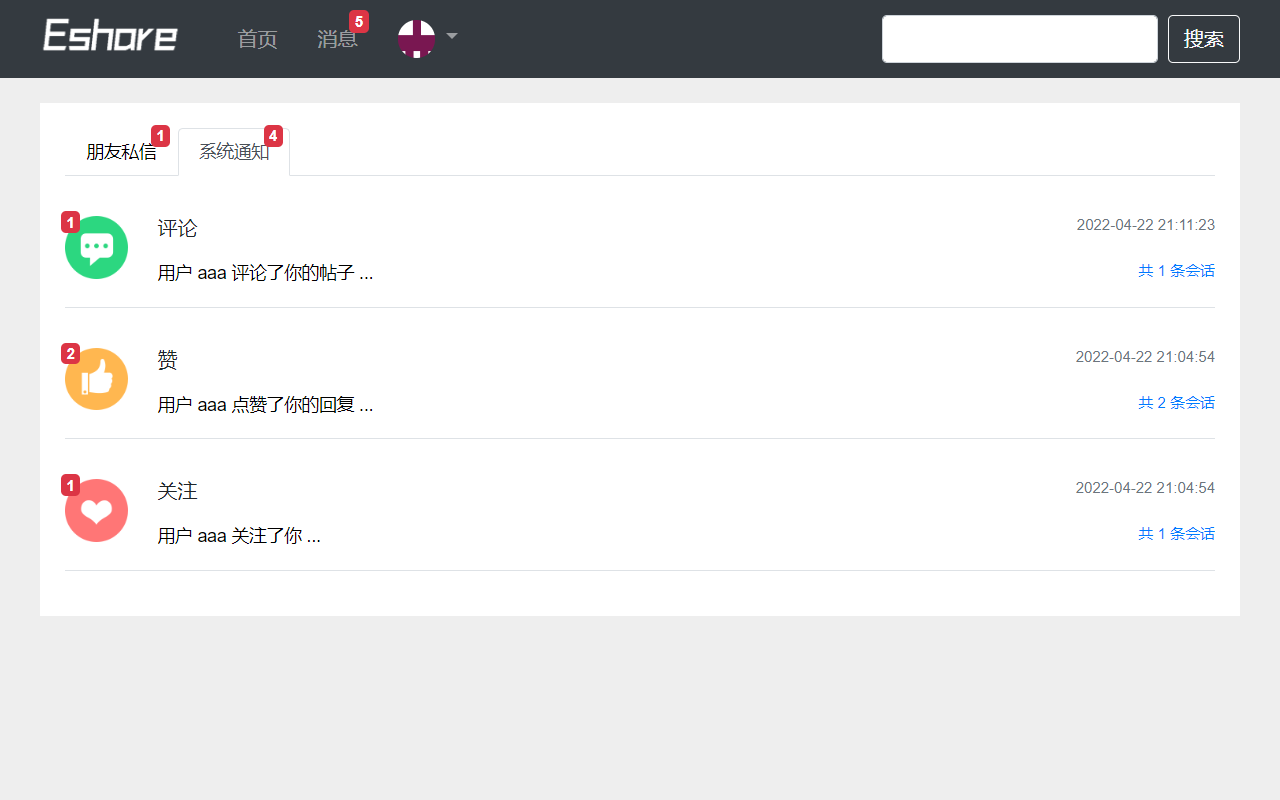 Eshare 首页 消息 5 搜索
朋友私信 1 系统通知 4
1 评论 2022-04-22 21:11:23
用户 aaa 评论了你的帖子 ... 共 1 条会话
2 赞 2022-04-22 21:04:54
用户 aaa 点赞了你的回复 ... 共 2 条会话
1 关注 2022-04-22 21:04:54
用户 aaa 关注了你 ... 共 1 条会话